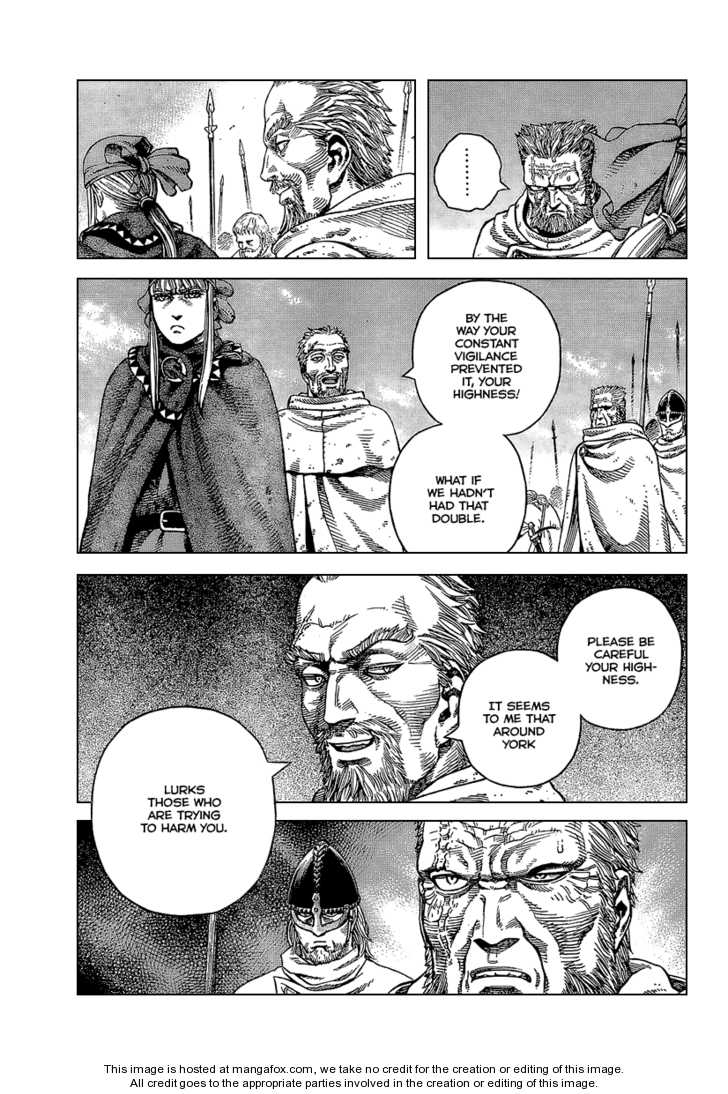 .......
BY THE
WAY YOUR
CONSTANT
VIGILANCE
PREVENTED
IT, YOUR
HIGHNESS!
WHAT IF
WE HADN'T
HAD THAT
DOUBLE.
PLEASE BE
CAREFUL
YOUR HIGH-
NESS.
IT SEEMS
TO ME THAT
AROUND
YORK
LURKS
THOSE WHO
ARE TRYING
TO HARM YOU.
This image is hosted at mangafox.com, we take no credit for the creation or editing of this image.
All credit goes to the appropriate parties involved in the creation or editing of this image.